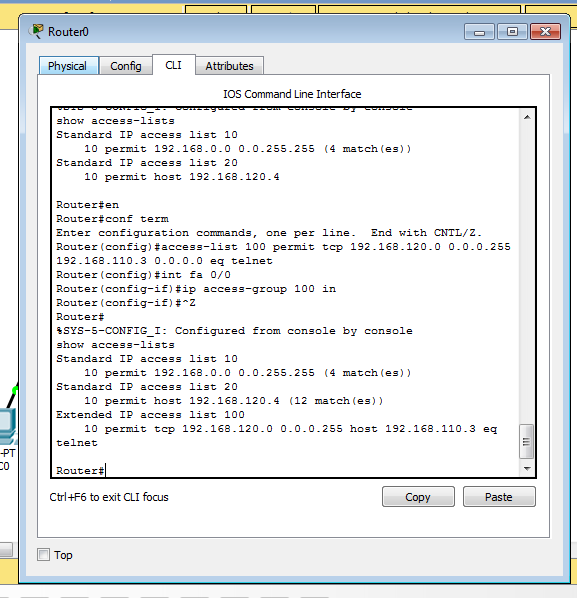 Router0
Physical Config CLI Attributes
IOS Command Line Interface
%SYS-5-CONFIG_I: Configured from console by console
show access-lists
Standard IP access list 10
10 permit 192.168.0.0 0.0.255.255 (4 match(es))
Standard IP access list 20
10 permit host 192.168.120.4
Router#en
Router#conf term
Enter configuration commands, one per line. End with CNTL/Z.
Router(config)#access-list 100 permit tcp 192.168.120.0 0.0.0.255
192.168.110.3 0.0.0.0 eq telnet
Router(config)#int fa 0/0
Router(config-if)#ip access-group 100 in
Router(config-if)#^Z
Router#
%SYS-5-CONFIG_I: Configured from console by console
show access-lists
Standard IP access list 10
10 permit 192.168.0.0 0.0.255.255 (4 match(es))
Standard IP access list 20
10 permit host 192.168.120.4 (12 match(es))
Extended IP access list 100
10 permit tcp 192.168.120.0 0.0.0.255 host 192.168.110.3 eq
telnet
Router#
-PT
C0
Ctrl+F6 to exit CLI focus
Copy Paste
Top